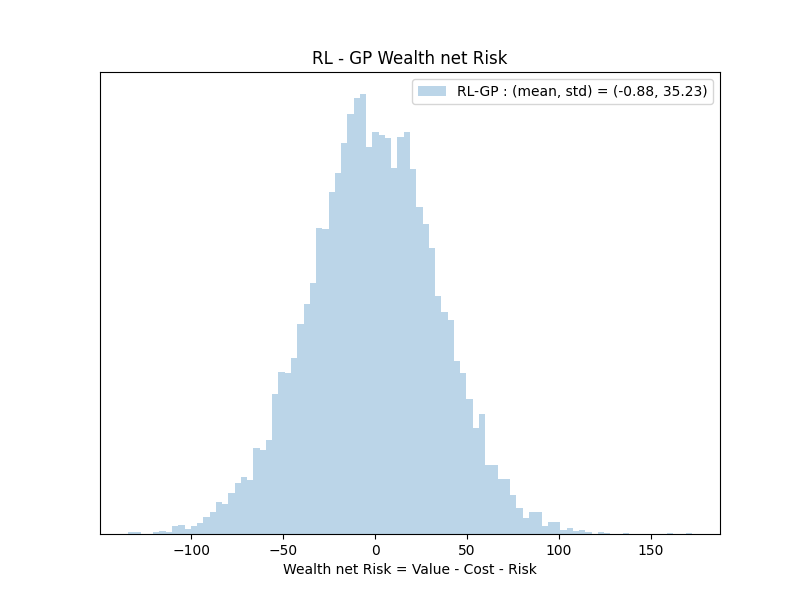 RL - GP Wealth net Risk
RL-GP : (mean, std) = (-0.88, 35.23)
−100 −50 0 50 100 150
Wealth net Risk = Value - Cost - Risk